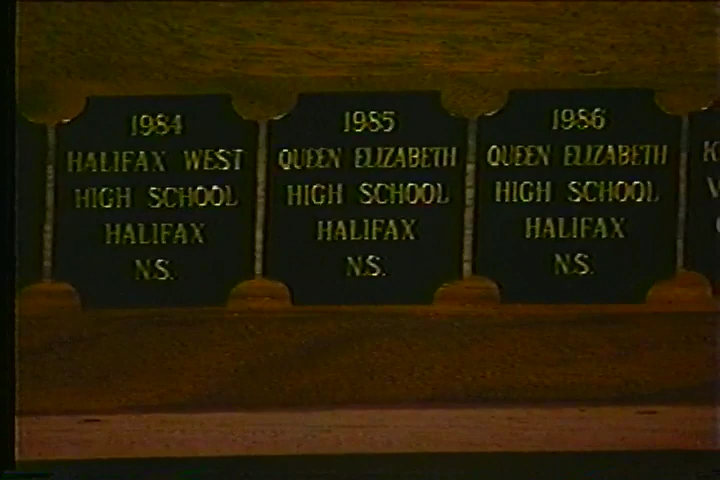 1984
HALIFAX WEST
HIGH SCHOOL
HALIFAX
N.S.
1985
QUEEN ELIZABETH
HIGH SCHOOL
HALIFAX
N.S.
1986
QUEEN ELIZABETH
HIGH SCHOOL
HALIFAX
N.S.